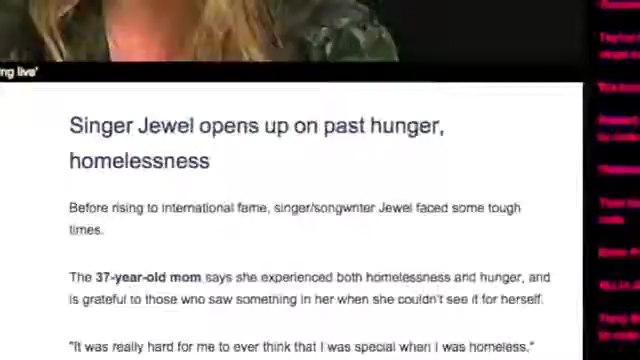 ng live'
Singer Jewel opens up on past hunger,
homelessness
Before rising to international fame, singer/songwriter Jewel faced some tough
times.
The 37-year-old mom says she experienced both homelessness and hunger, and
is grateful to those who saw something in her when she couldn't see it for herself.
"It was really hard for me to ever think that I was special when I was homeless."